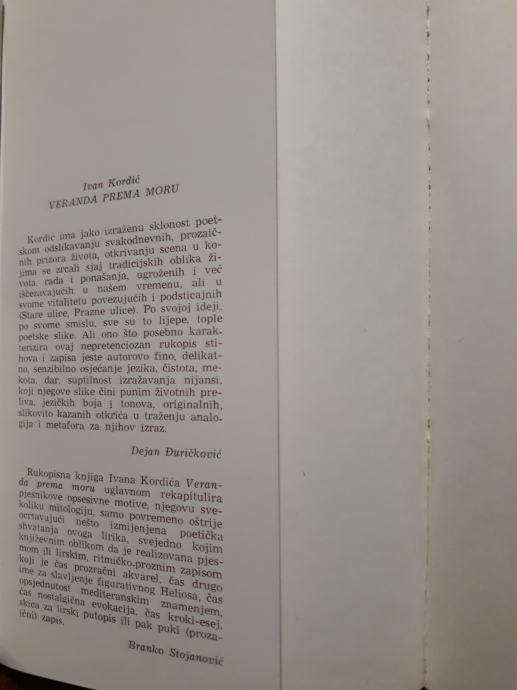 Ivan Kordić
VERANDA PREMA MORU
Kordić ima jako izraženu sklonost poet-
skom odslikavanju svakodnevnih, prozaič-
nih prizora života, otkrivanju scena u ko-
jima se zrcali sjaj tradicijskih oblika ži-
vota, rada i ponašanja, ugroženih i već
iščezavajućih u našem vremenu, ali u
svome vitalitetu povezujućih i podsticajnih
(Stare ulice, Prazne ulice). Po svojoj ideji,
po svome smislu, sve su to lijepe, tople
poetske slike. Ali ono što posebno karak-
terizira ovaj nepretenciozan rukopis sti-
hova i zapisa jeste autorovo fino, delikat-
no, senzibilno osjećanje jezika, čistota, me-
kota, dar, suptilnost izražavanja nijansi,
koji njegove slike čini punim životnih pre-
liva, jezičkih boja i tonova, originalnih,
slikovito kazanih otkrića u traženju analo-
gija i metafora za njihov izraz.
Dejan Đuričković
Rukopisna knjiga Ivana Kordića Veran-
da prema moru uglavnom rekapitulira
pjesnikove opsesivne motive, njegovu sve-
koliku mitologiju, samo povremeno oštrije
ocrtavajući nešto izmijenjena poetička
shvatanja ovoga lirika, svejedno kojim
književnim oblikom da je realizovana pjes-
mom ili lirskim, ritmičko-proznim zapisom
koji je čas prozračni akvarel, čas drugo
ime za slavljenje figurativnog Heliosa, čas
opsjednutost mediteranskim znamenjem,
čas nostalgična evokacija, čas kroki-esej,
skica za lirski putopis ili pak puki (proza-
ični) zapis.
Branko Stojanović